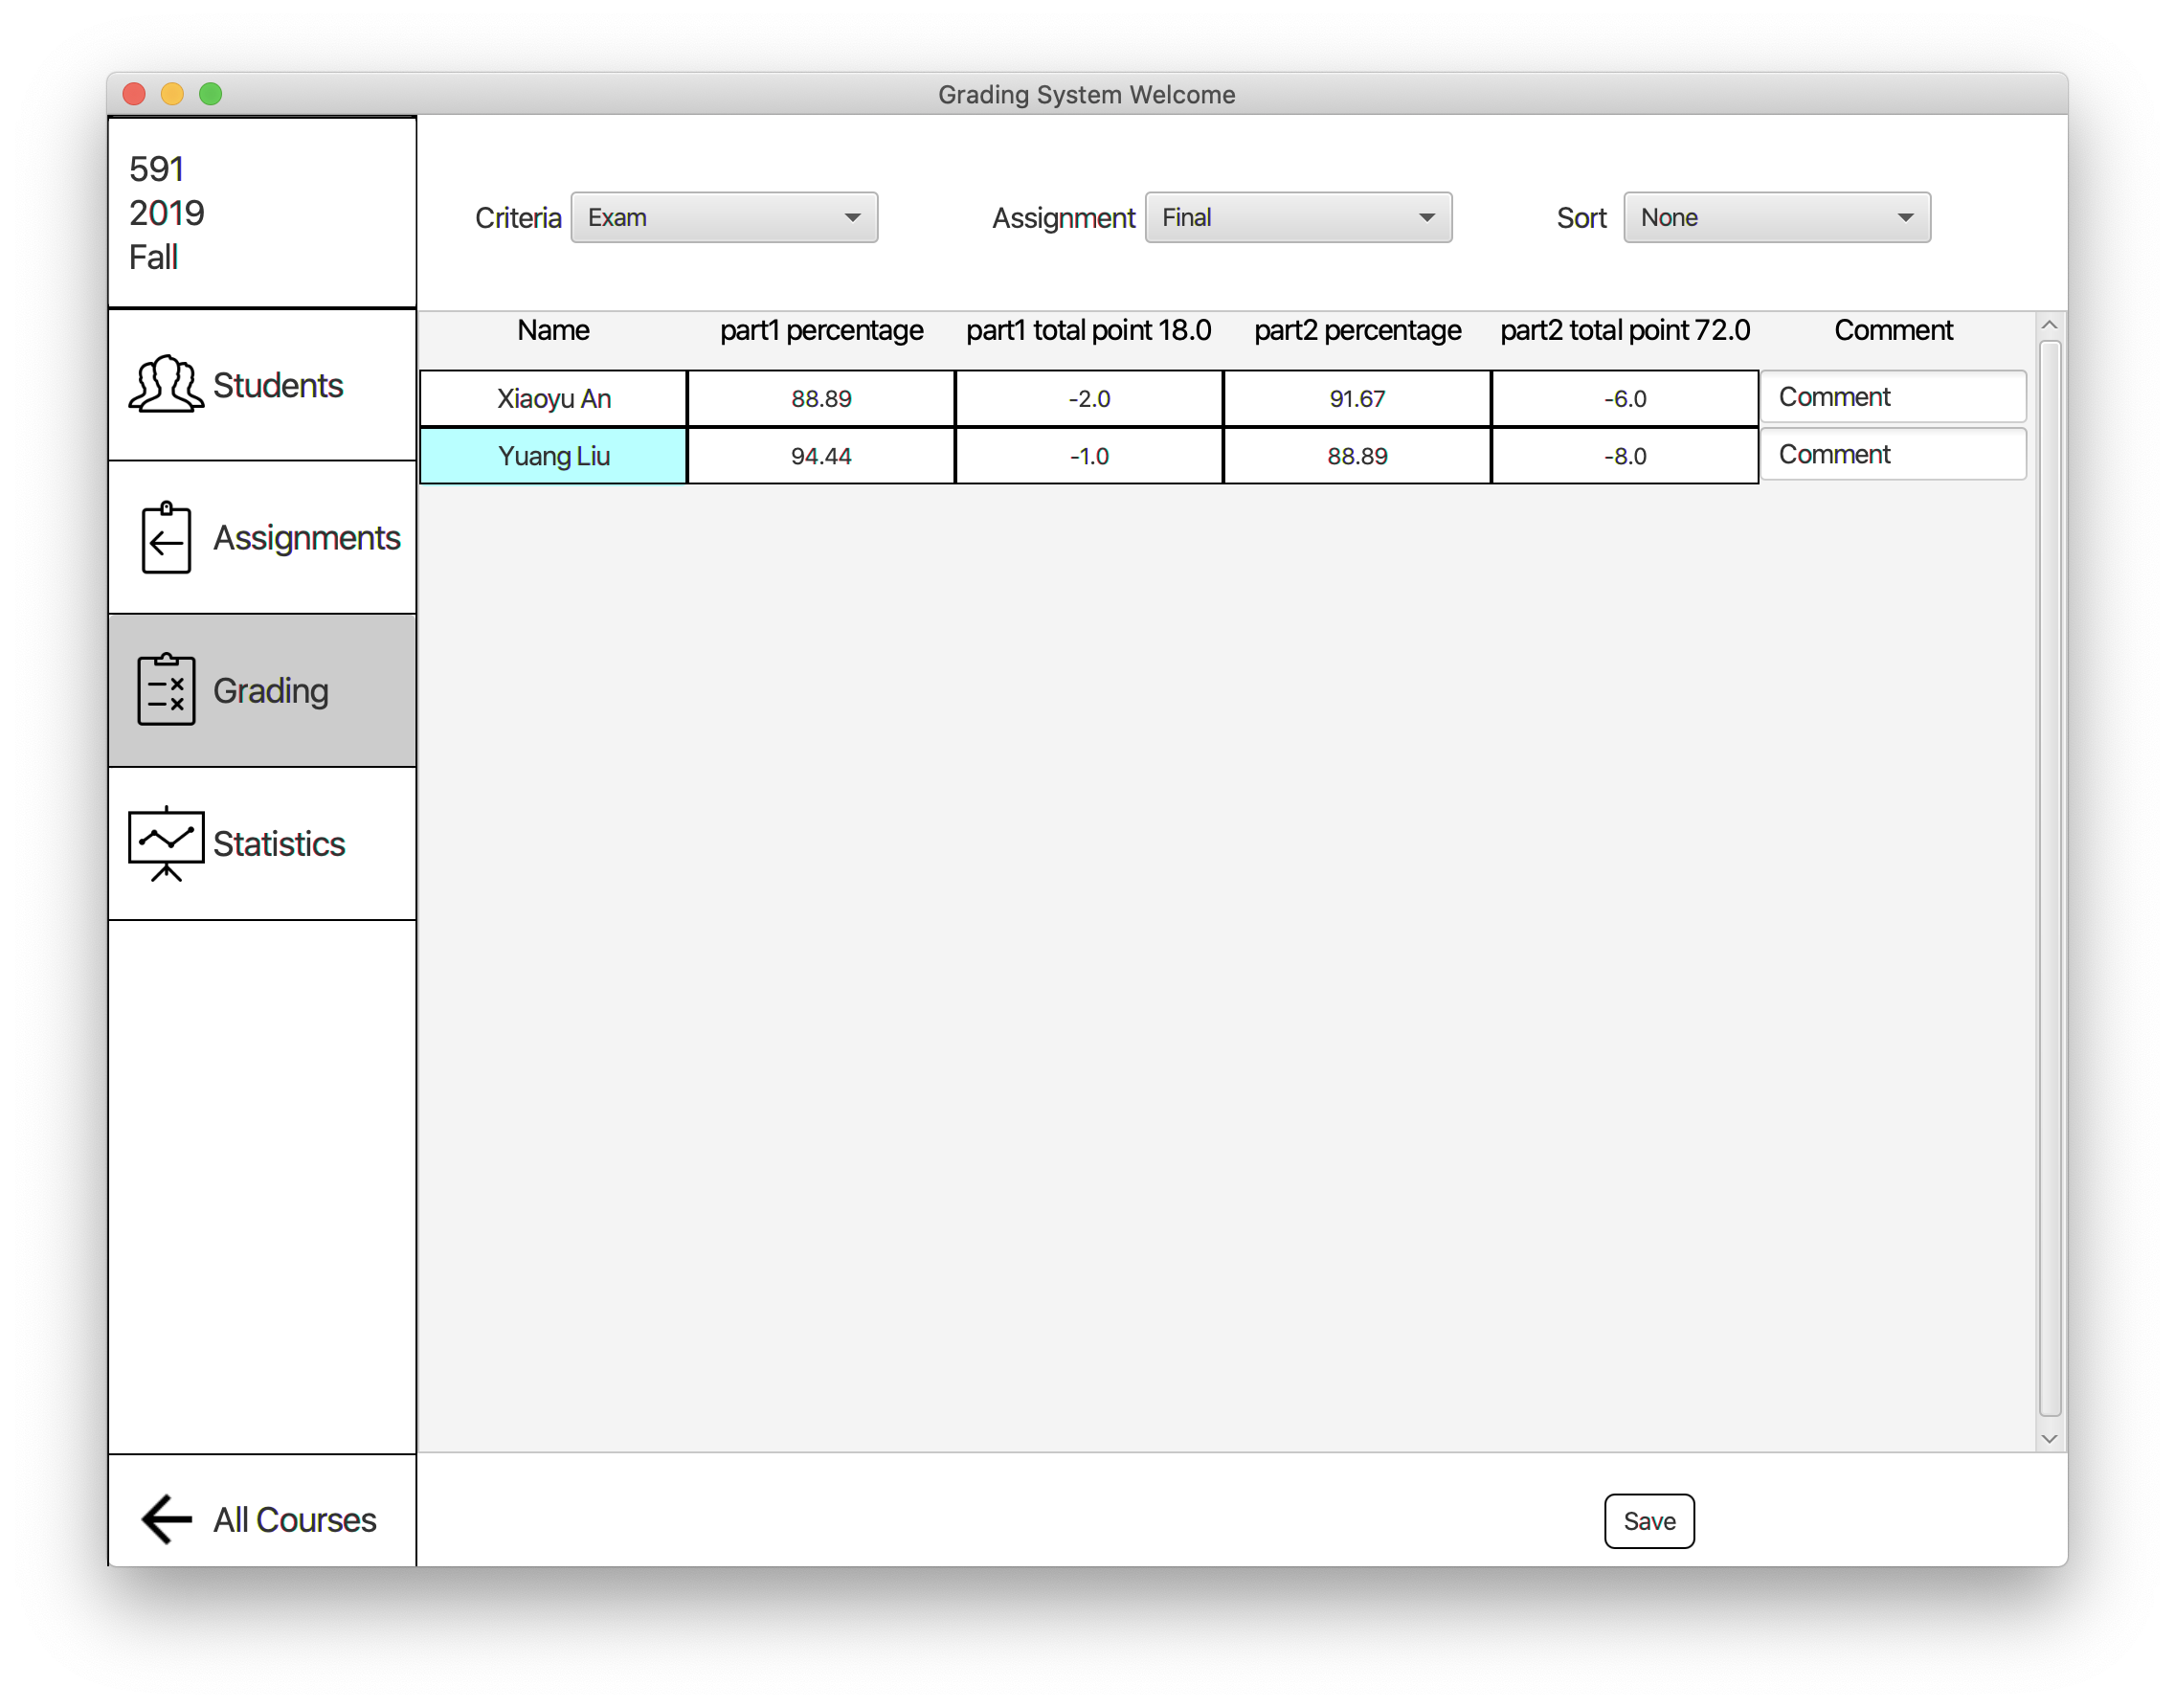 Grading System Welcome
591
2019
Fall
Criteria Exam Assignment Final Sort None
Students
Assignments
Grading
Statistics
All Courses
Name part1 percentage part1 total point 18.0 part2 percentage part2 total point 72.0 Comment
Xiaoyu An 88.89 -2.0 91.67 -6.0 Comment
Yuang Liu 94.44 -1.0 88.89 -8.0 Comment
Save